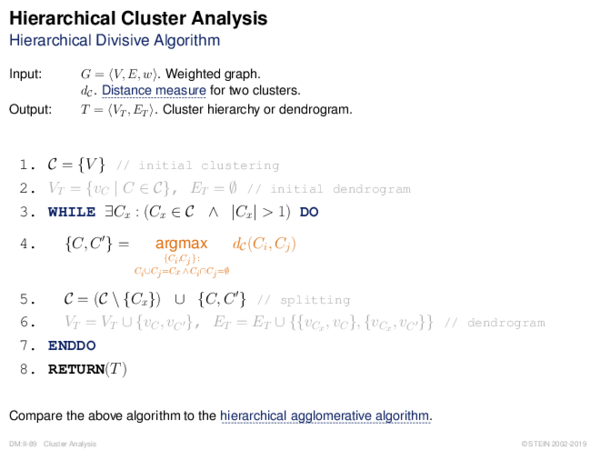 Hierarchical Cluster Analysis
Hierarchical Divisive Algorithm
Input: G = ⟨V, E, w⟩. Weighted graph.
d_C. Distance measure for two clusters.
Output: T = ⟨V_T, E_T⟩. Cluster hierarchy or dendrogram.
1. C = {V} // initial clustering
2. V_T = {v_C | C ∈ C}, E_T = ∅ // initial dendrogram
3. WHILE ∃C_x : (C_x ∈ C ∧ |C_x| > 1) DO
4. {C, C′} = argmax d_C(C_i, C_j)
{C_i,C_j}:
C_i∪C_j=C_x ∧ C_i∩C_j=∅
5. C = (C \ {C_x}) ∪ {C, C′} // splitting
6. V_T = V_T ∪ {v_C, v_C′}, E_T = E_T ∪ {{v_C_x, v_C}, {v_C_x, v_C′}} // dendrogram
7. ENDDO
8. RETURN(T)
Compare the above algorithm to the hierarchical agglomerative algorithm.
DM:II-89 Cluster Analysis ©STEIN 2002-2019